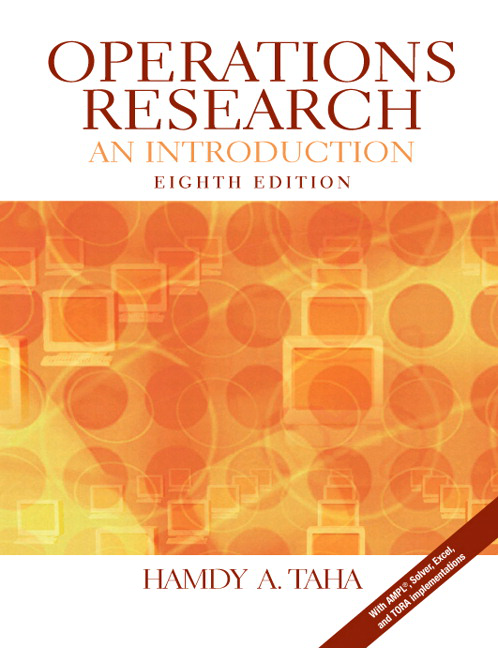 OPERATIONS
RESEARCH
AN INTRODUCTION
EIGHTH EDITION
HAMDY A. TAHA
With AMPL®, Solver, Excel,
and TORA implementations